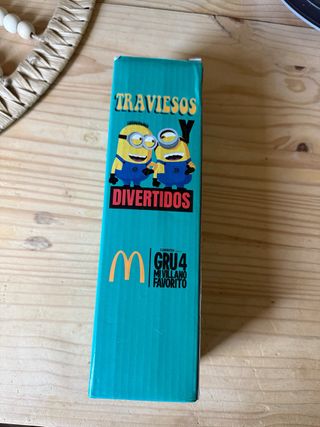 TRAVIESOS
Y
DIVERTIDOS
GRU 4
MI VILLANO
FAVORITO